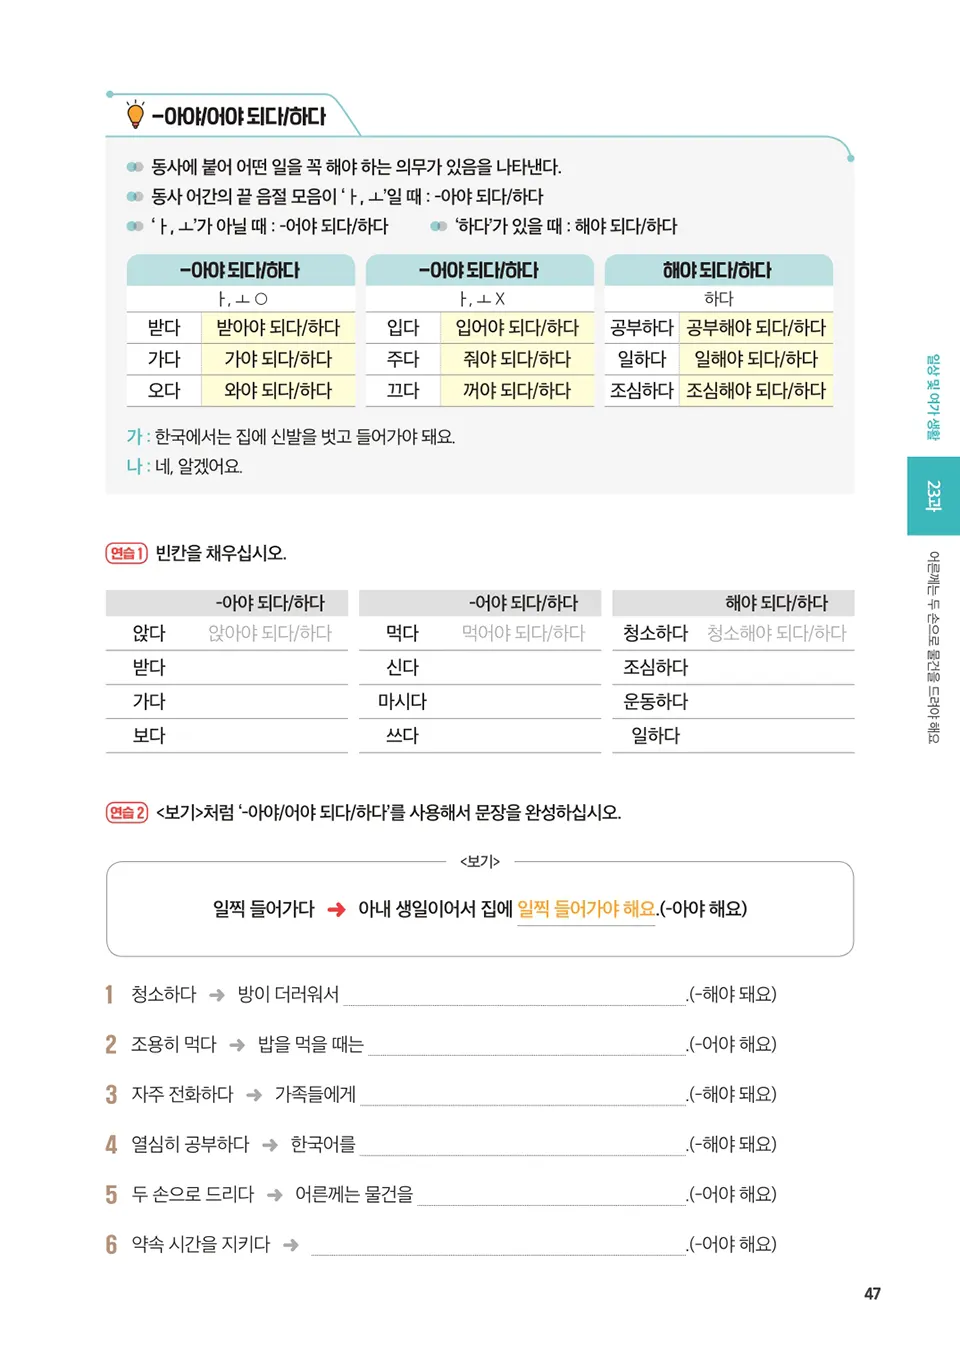 -아야/어야 되다/하다
동사에 붙어 어떤 일을 꼭 해야 하는 의무가 있음을 나타낸다.
동사 어간의 끝 음절 모음이 ‘ㅏ, ㅗ’일 때 : -아야 되다/하다
‘ㅏ, ㅗ’가 아닐 때 : -어야 되다/하다 ‘하다’가 있을 때 : 해야 되다/하다
-아야 되다/하다 -어야 되다/하다 해야 되다/하다
ㅏ, ㅗ O ㅏ, ㅗ X 하다
받다 받아야 되다/하다 입다 입어야 되다/하다 공부하다 공부해야 되다/하다
가다 가야 되다/하다 주다 줘야 되다/하다 일하다 일해야 되다/하다
오다 와야 되다/하다 끄다 꺼야 되다/하다 조심하다 조심해야 되다/하다
가 : 한국에서는 집에 신발을 벗고 들어가야 돼요.
나 : 네, 알겠어요.
연습 1 빈칸을 채우십시오.
-아야 되다/하다 -어야 되다/하다 해야 되다/하다
앉다 앉아야 되다/하다 먹다 먹어야 되다/하다 청소하다 청소해야 되다/하다
받다 신다 조심하다
가다 마시다 운동하다
보다 쓰다 일하다
연습 2 <보기>처럼 ‘-아야/어야 되다/하다’를 사용해서 문장을 완성하십시오.
<보기>
일찍 들어가다 ➜ 아내 생일이어서 집에 일찍 들어가야 해요.(-아야 해요)
1 청소하다 ➜ 방이 더러워서 .(-해야 돼요)
2 조용히 먹다 ➜ 밥을 먹을 때는 .(-어야 해요)
3 자주 전화하다 ➜ 가족들에게 .(-해야 돼요)
4 열심히 공부하다 ➜ 한국어를 .(-해야 돼요)
5 두 손으로 드리다 ➜ 어른께는 물건을 .(-어야 해요)
6 약속 시간을 지키다 ➜ .(-어야 해요)
일상 및 여가 생활
23과
어른께는 두 손으로 물건을 드려야 해요
47